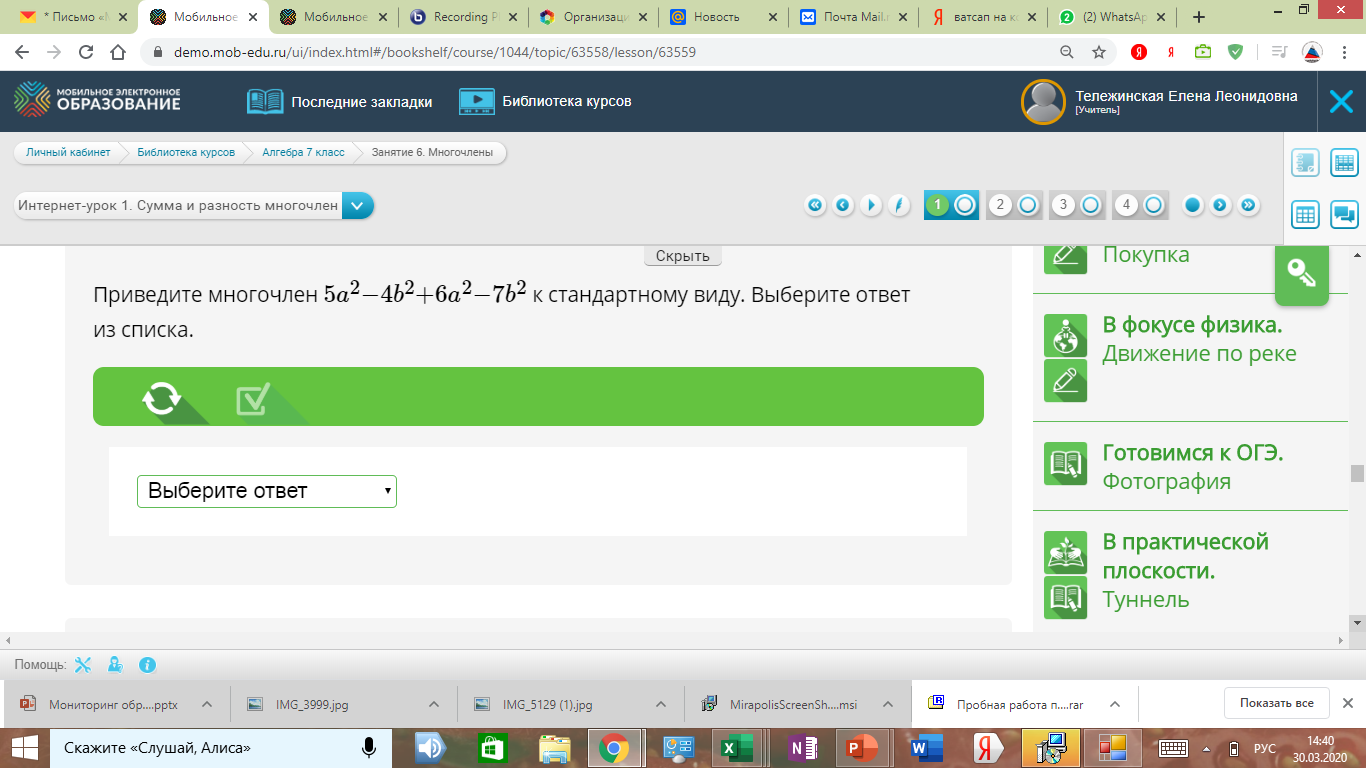 * Письмо «М
Мобильное
Мобильное
Recording Pl
Организаци
Новость
Почта Mail.r
ватсап на ко
(2) WhatsAp
demo.mob-edu.ru/ui/index.html#/bookshelf/course/1044/topic/63558/lesson/63559
МОБИЛЬНОЕ ЭЛЕКТРОННОЕ
ОБРАЗОВАНИЕ
Последние закладки
Библиотека курсов
Тележинская Елена Леонидовна
[Учитель]
Личный кабинет
Библиотека курсов
Алгебра 7 класс
Занятие 6. Многочлены
Интернет-урок 1. Сумма и разность многочлен
1
2
3
4
Скрыть
Приведите многочлен 5a²−4b²+6a²−7b² к стандартному виду. Выберите ответ
из списка.
Выберите ответ
Покупка
В фокусе физика.
Движение по реке
Готовимся к ОГЭ.
Фотография
В практической
плоскости.
Туннель
Помощь:
Мониторинг обр....pptx
IMG_3999.jpg
IMG_5129 (1).jpg
MirapolisScreenSh....msi
Пробная работа п....rar
Показать все
Скажите «Слушай, Алиса»
РУС
14:40
30.03.2020